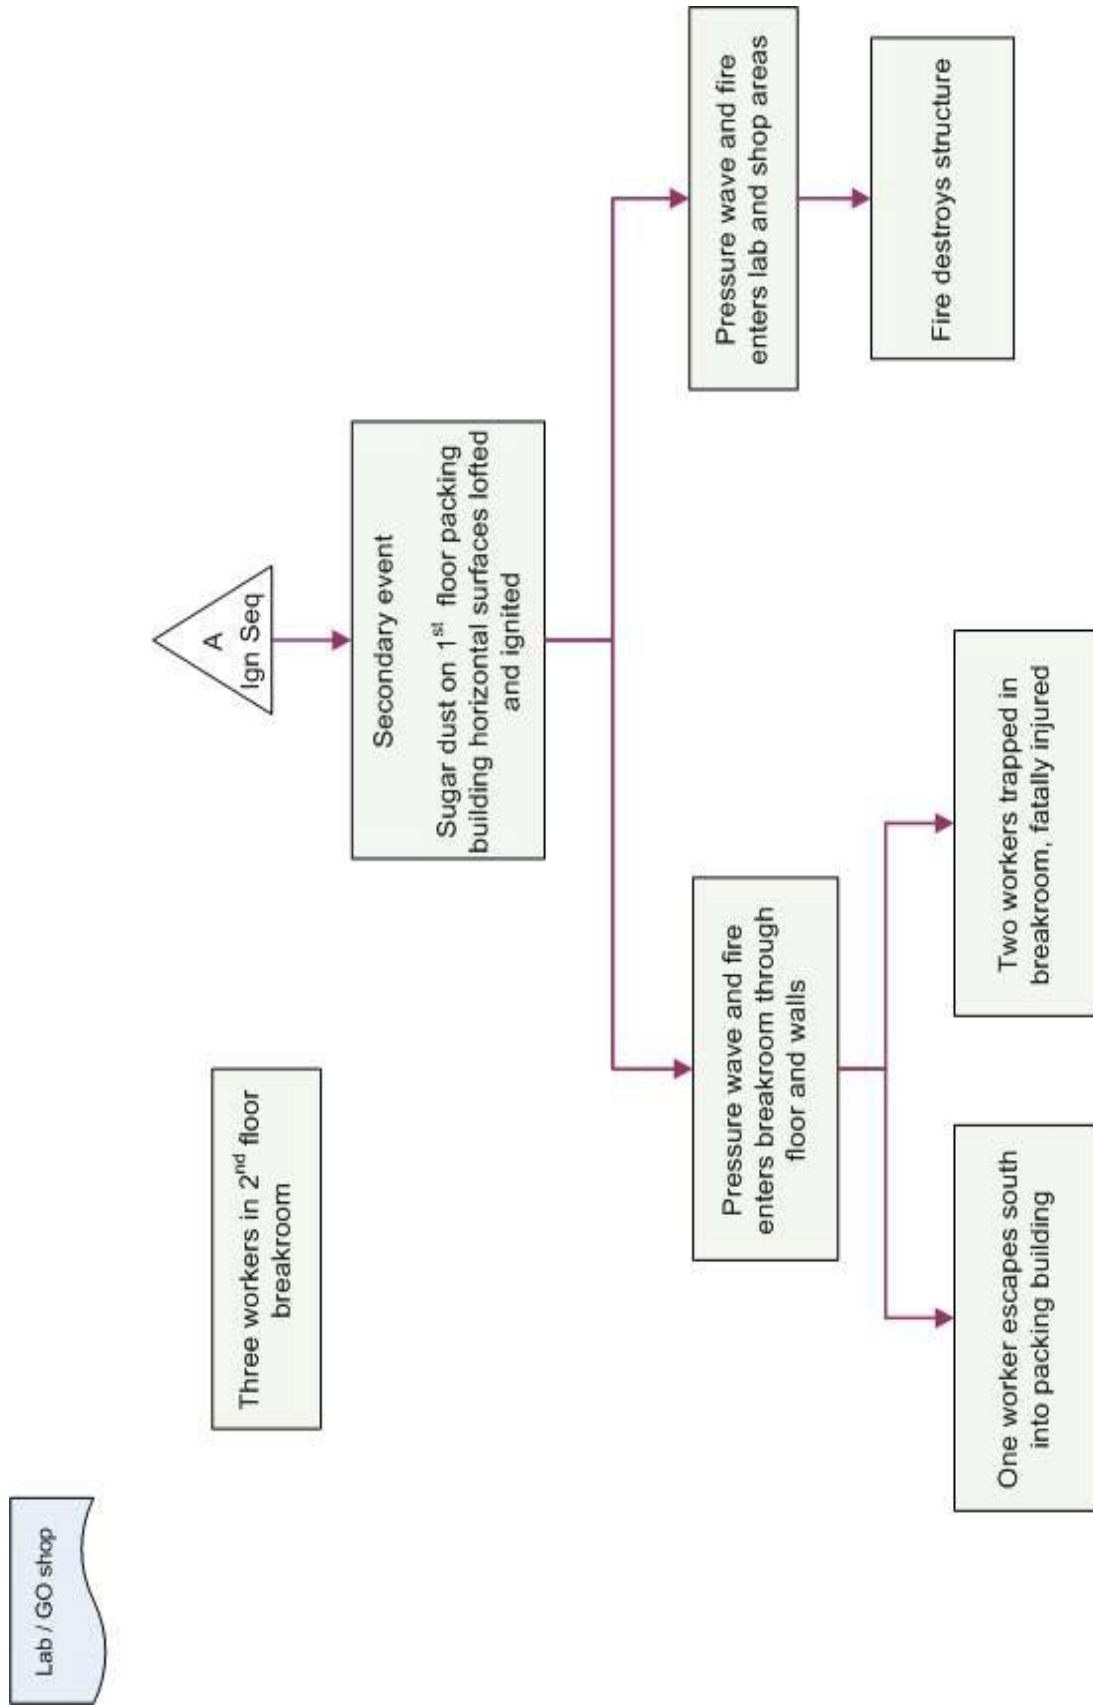 Lab / GO shop
A
Ign Seq
Three workers in 2nd floor
breakroom
Secondary event
Sugar dust on 1st floor packing
building horizontal surfaces lofted
and ignited
Pressure wave and fire
enters breakroom through
floor and walls
Pressure wave and fire
enters lab and shop areas
One worker escapes south
into packing building
Two workers trapped in
breakroom, fatally injured
Fire destroys structure